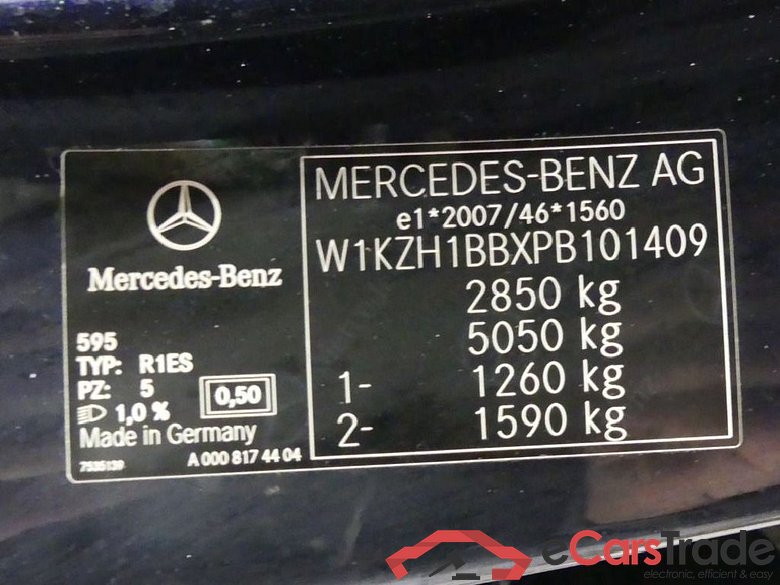 Mercedes-Benz
595
TYP: R1ES
PZ: 5
0,50
1,0 %
Made in Germany
7535139
A 000 817 44 04
MERCEDES-BENZ AG
e1*2007/46*1560
W1KZH1BBXPB101409
2850 kg
5050 kg
1- 1260 kg
2- 1590 kg
eCarsTrade
electronic, efficient & easy